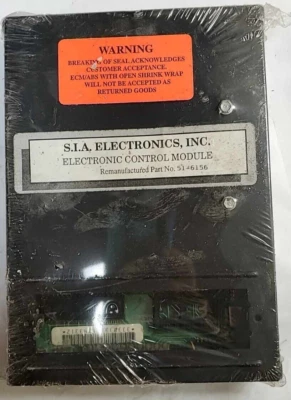 WARNING
BREAKING OF SEAL ACKNOWLEDGES
CUSTOMER ACCEPTANCE.
ECM/ABS WITH OPEN SHRINK WRAP
WILL NOT BE ACCEPTED AS
RETURNED GOODS
S.I.A. ELECTRONICS, INC.
ELECTRONIC CONTROL MODULE
Remanufactured Part No. 51-6156